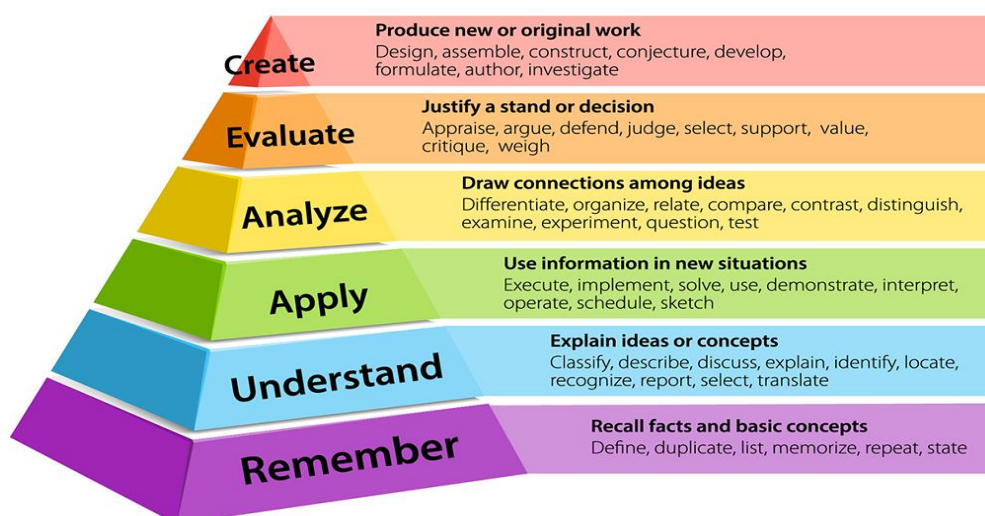 Create
Produce new or original work
Design, assemble, construct, conjecture, develop,
formulate, author, investigate
Evaluate
Justify a stand or decision
Appraise, argue, defend, judge, select, support, value,
critique, weigh
Analyze
Draw connections among ideas
Differentiate, organize, relate, compare, contrast, distinguish,
examine, experiment, question, test
Apply
Use information in new situations
Execute, implement, solve, use, demonstrate, interpret,
operate, schedule, sketch
Understand
Explain ideas or concepts
Classify, describe, discuss, explain, identify, locate,
recognize, report, select, translate
Remember
Recall facts and basic concepts
Define, duplicate, list, memorize, repeat, state